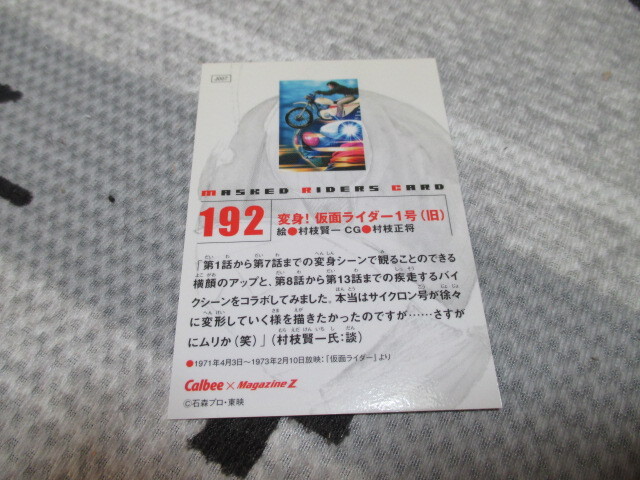 MASKED RIDERS CARD
192
変身！仮面ライダー1号（旧）
絵●村枝賢一 CG●村枝正将
『第1話から第7話までの変身シーンで観ることのできる
横顔のアップと、第8話から第13話までの疾走するバイ
クシーンをコラボしてみました。本当はサイクロン号が徐々
に変形していく様を描きたかったのですが……さすが
にムリか（笑）』（村枝賢一氏：談）
●1971年4月3日〜1973年2月10日放映：「仮面ライダー」より
Calbee × Magazine Z
©石森プロ・東映